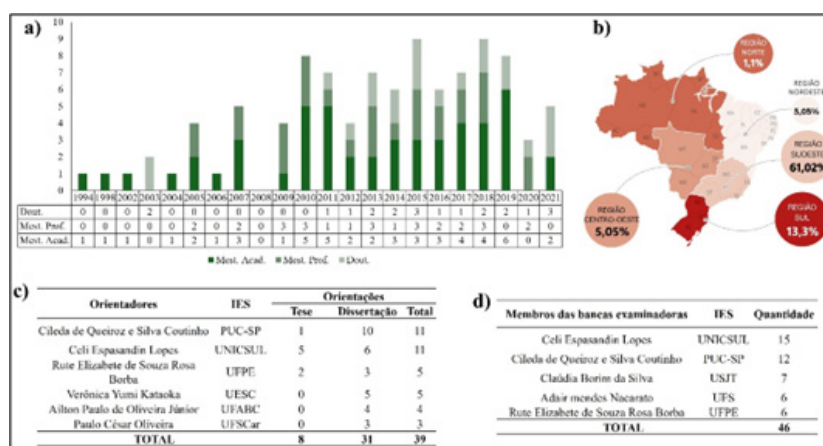 a)
10
9
8
7
6
5
4
3
2
1
0
1994 1998 2002 2003 2004 2005 2006 2007 2008 2009 2010 2011 2012 2013 2014 2015 2016 2017 2018 2019 2020 2021
Dout. 0 0 0 2 0 0 0 0 0 0 0 1 1 2 2 3 1 1 2 2 1 3
Mest. Prof. 0 0 0 0 0 2 0 2 0 3 3 1 1 3 1 3 2 2 3 0 2 0
Mest. Acad. 1 1 1 0 1 2 1 3 0 1 5 5 2 2 3 3 3 4 4 6 0 2
Mest. Acad. Mest. Prof. Dout.
b)
REGIÃO
NORTE
1,1%
REGIÃO
NORDESTE
5,05%
REGIÃO
SUDESTE
61,02%
REGIÃO
CENTRO-OESTE
5,05%
REGIÃO
SUL
13,3%
c)
Orientadores IES Orientações
Tese Dissertação Total
Cileda de Queiroz e Silva Coutinho PUC-SP 1 10 11
Celi Espasandin Lopes UNICSUL 5 6 11
Rute Elizabete de Souza Rosa
Borba UFPE 2 3 5
Verônica Yumi Kataoka UESC 0 5 5
Ailton Paulo de Oliveira Júnior UFABC 0 4 4
Paulo César Oliveira UFSCar 0 3 3
TOTAL 8 31 39
d)
Membros das bancas examinadoras IES Quantidade
Celi Espasandin Lopes UNICSUL 15
Cileda de Queiroz e Silva Coutinho PUC-SP 12
Claúdia Borim da Silva USJT 7
Adair mendes Nacarato UFS 6
Rute Elizabete de Souza Rosa Borba UFPE 6
TOTAL 46